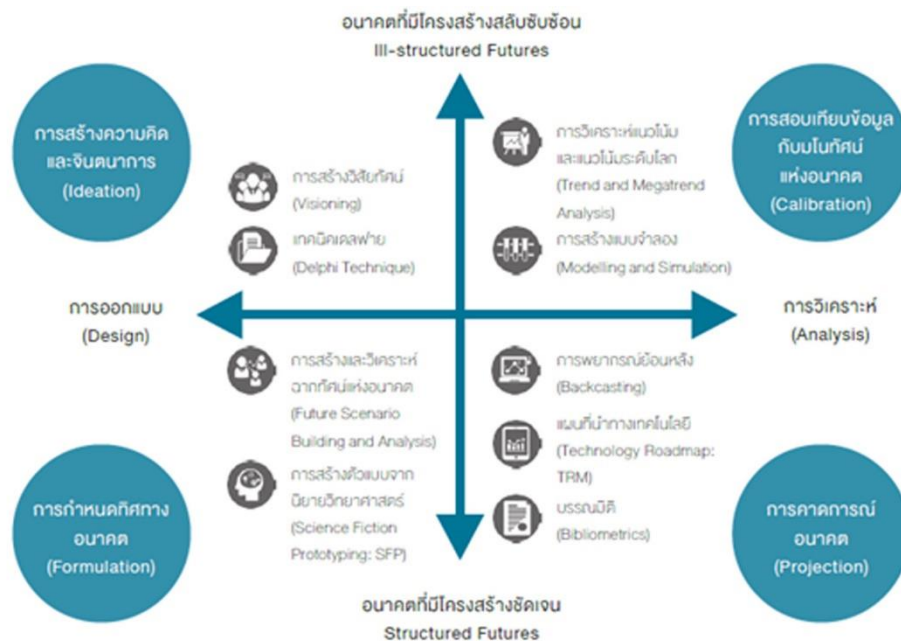 อนาคตที่มีโครงสร้างสลับซับซ้อน
Ill-structured Futures
การสร้างความคิด
และจินตนาการ
(Ideation)
การสร้างวิสัยทัศน์
(Visioning)
เทคนิคเดลฟาย
(Delphi Technique)
การวิเคราะห์แนวโน้ม
และแนวโน้มระดับโลก
(Trend and Megatrend
Analysis)
การสร้างแบบจำลอง
(Modelling and Simulation)
การสอบเทียบข้อมูล
กับมโนทัศน์
แห่งอนาคต
(Calibration)
การออกแบบ
(Design)
การวิเคราะห์
(Analysis)
การกำหนดทิศทาง
อนาคต
(Formulation)
การสร้างและวิเคราะห์
ฉากทัศน์แห่งอนาคต
(Future Scenario
Building and Analysis)
การสร้างตัวแบบจาก
นิยายวิทยาศาสตร์
(Science Fiction
Prototyping: SFP)
การพยากรณ์ย้อนหลัง
(Backcasting)
แผนที่นำทางเทคโนโลยี
(Technology Roadmap:
TRM)
บรรณมิติ
(Bibliometrics)
การคาดการณ์
อนาคต
(Projection)
อนาคตที่มีโครงสร้างชัดเจน
Structured Futures